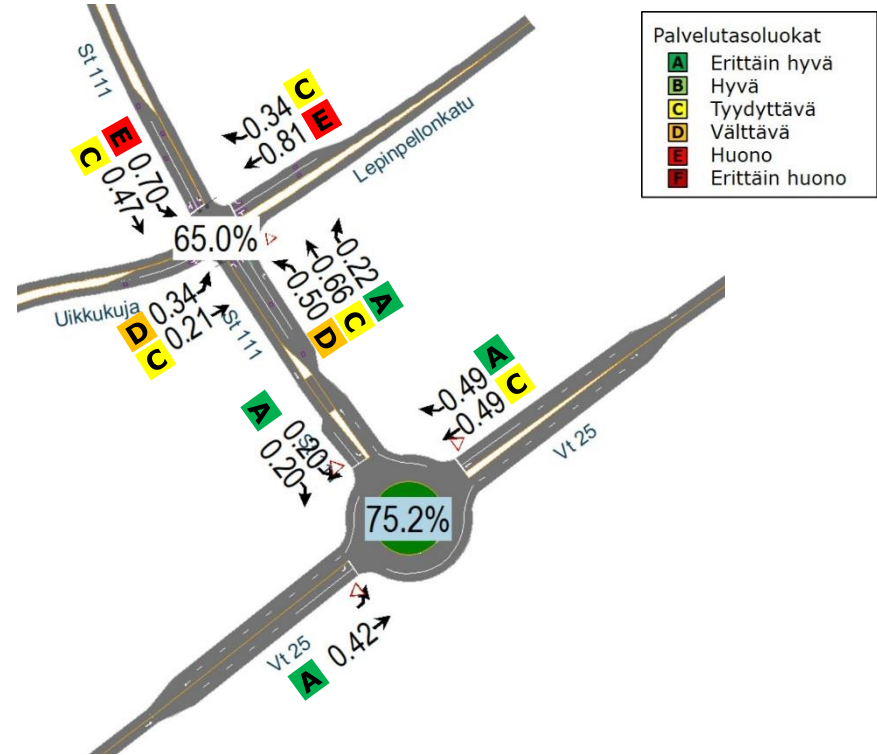 Palvelutasoluokat
A Erittäin hyvä
B Hyvä
C Tyydyttävä
D Välttävä
E Huono
F Erittäin huono
St 111
0.34 C
0.81 E
Lepinpellonkatu
E 0.70
C 0.47
65.0%
0.22 A
0.66 C
0.50 D
Uikkukuja
D 0.34
C 0.21
St 111
0.49 A
0.49 C
Vt 25
A 0.20
0.20
75.2%
Vt 25
A 0.42